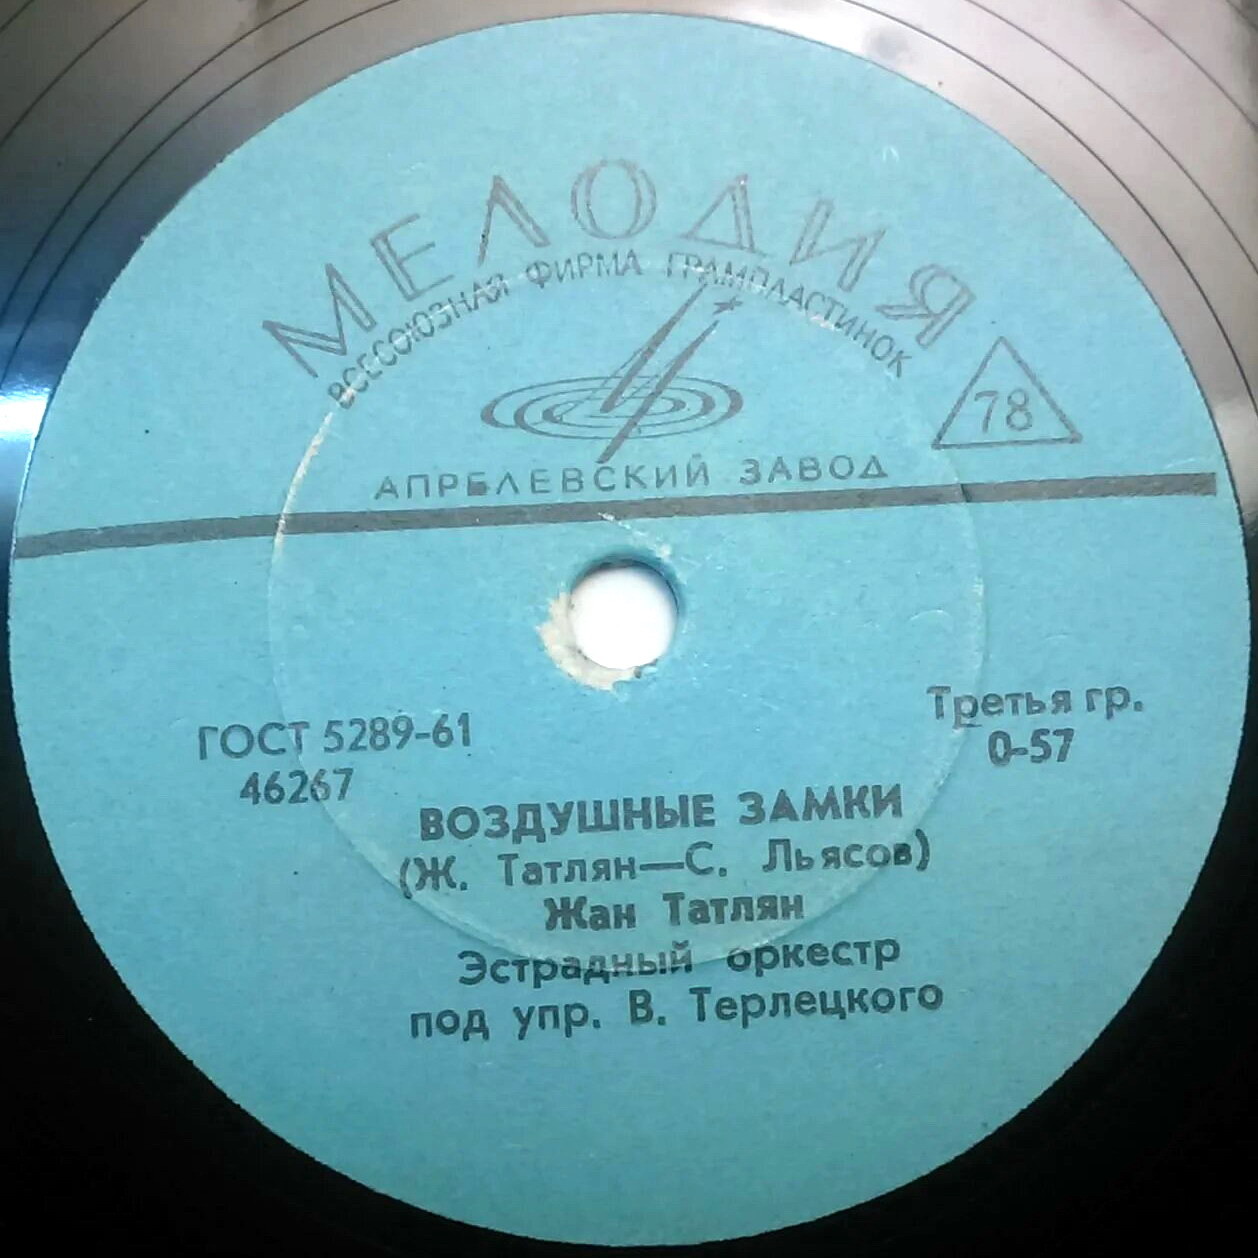 МЕЛОДИЯ
ВСЕСОЮЗНАЯ ФИРМА ГРАМПЛАСТИНОК
78
АПРЕЛЕВСКИЙ ЗАВОД
ГОСТ 5289-61
46267
Третья гр.
0-57
ВОЗДУШНЫЕ ЗАМКИ
(Ж. Татлян—С. Льясов)
Жан Татлян
Эстрадный оркестр
под упр. В. Терлецкого